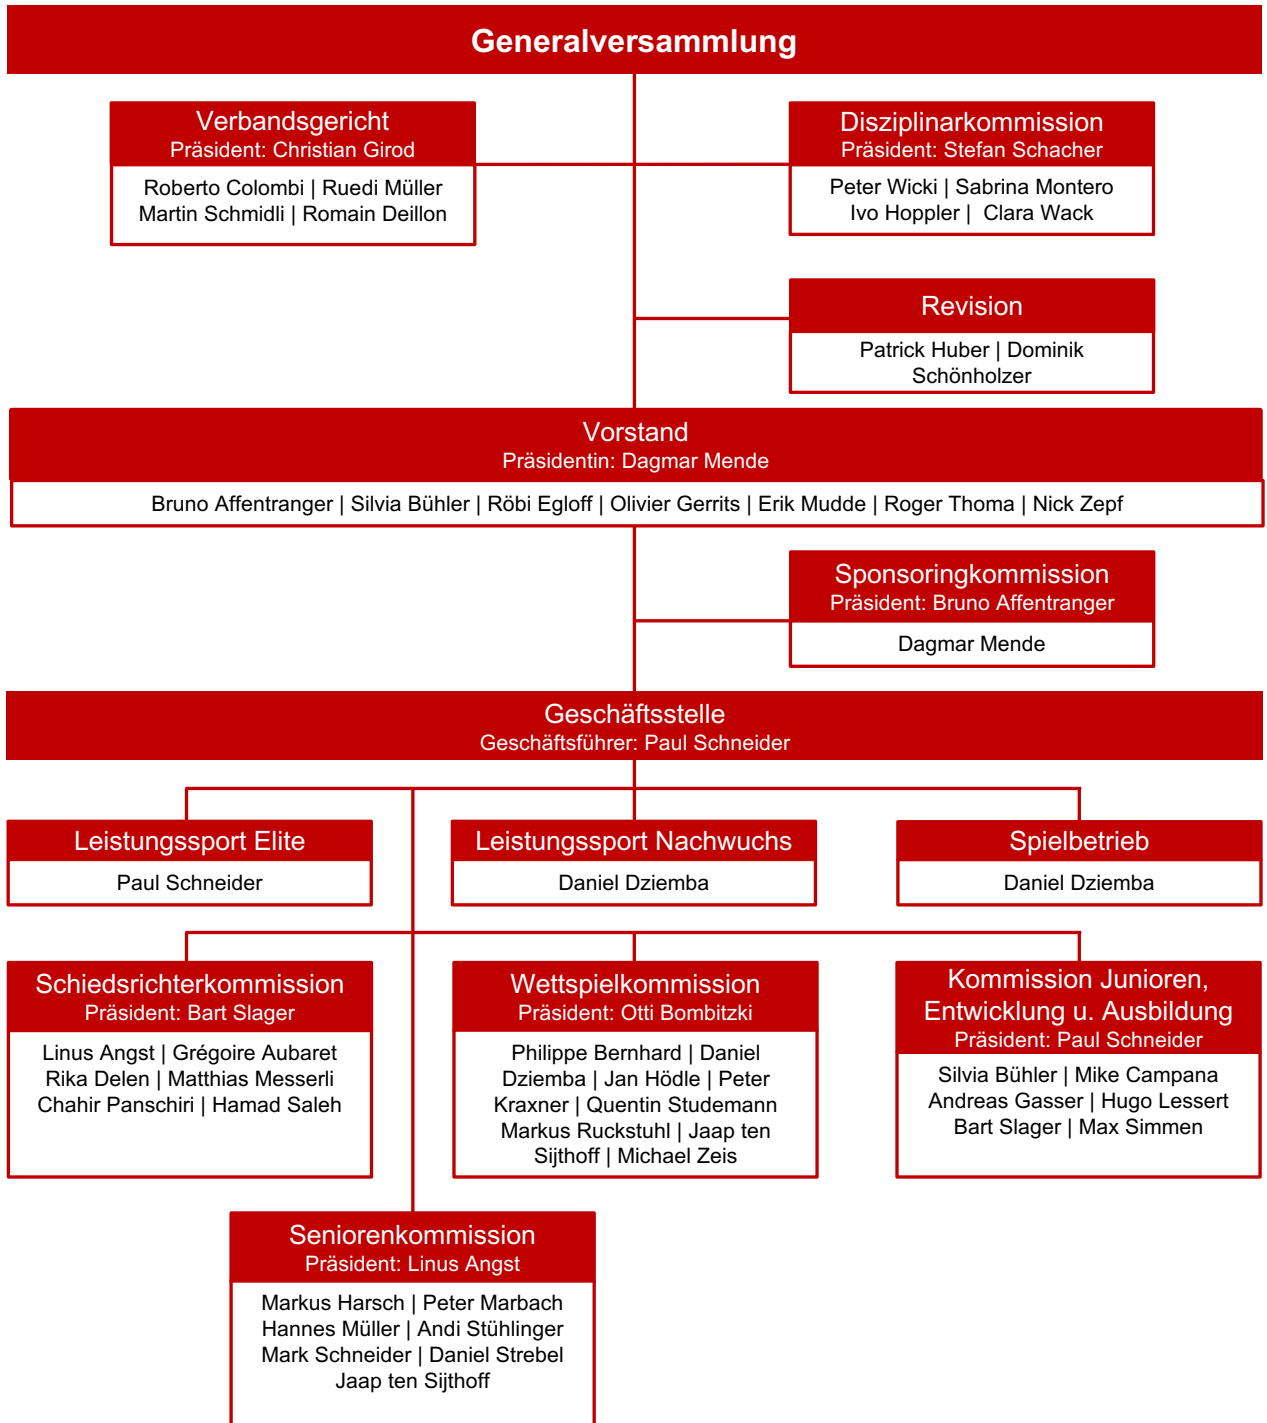 Generalversammlung
Verbandsgericht
Präsident: Christian Girod
Roberto Colombi | Ruedi Müller
Martin Schmidli | Romain Deillon
Disziplinarkommission
Präsident: Stefan Schacher
Peter Wicki | Sabrina Montero
Ivo Hoppler | Clara Wack
Revision
Patrick Huber | Dominik
Schönholzer
Vorstand
Präsidentin: Dagmar Mende
Bruno Affentranger | Silvia Bühler | Röbi Egloff | Olivier Gerrits | Erik Mudde | Roger Thoma | Nick Zepf
Sponsoringkommission
Präsident: Bruno Affentranger
Dagmar Mende
Geschäftsstelle
Geschäftsführer: Paul Schneider
Leistungssport Elite
Paul Schneider
Leistungssport Nachwuchs
Daniel Dziemba
Spielbetrieb
Daniel Dziemba
Schiedsrichterkommission
Präsident: Bart Slager
Linus Angst | Grégoire Aubaret
Rika Delen | Matthias Messerli
Chahir Panschiri | Hamad Saleh
Wettspielkommission
Präsident: Otti Bombitzki
Philippe Bernhard | Daniel
Dziemba | Jan Hödle | Peter
Kraxner | Quentin Studemann
Markus Ruckstuhl | Jaap ten
Sijthoff | Michael Zeis
Kommission Junioren,
Entwicklung u. Ausbildung
Präsident: Paul Schneider
Silvia Bühler | Mike Campana
Andreas Gasser | Hugo Lessert
Bart Slager | Max Simmen
Seniorenkommission
Präsident: Linus Angst
Markus Harsch | Peter Marbach
Hannes Müller | Andi Stühlinger
Mark Schneider | Daniel Strebel
Jaap ten Sijthoff